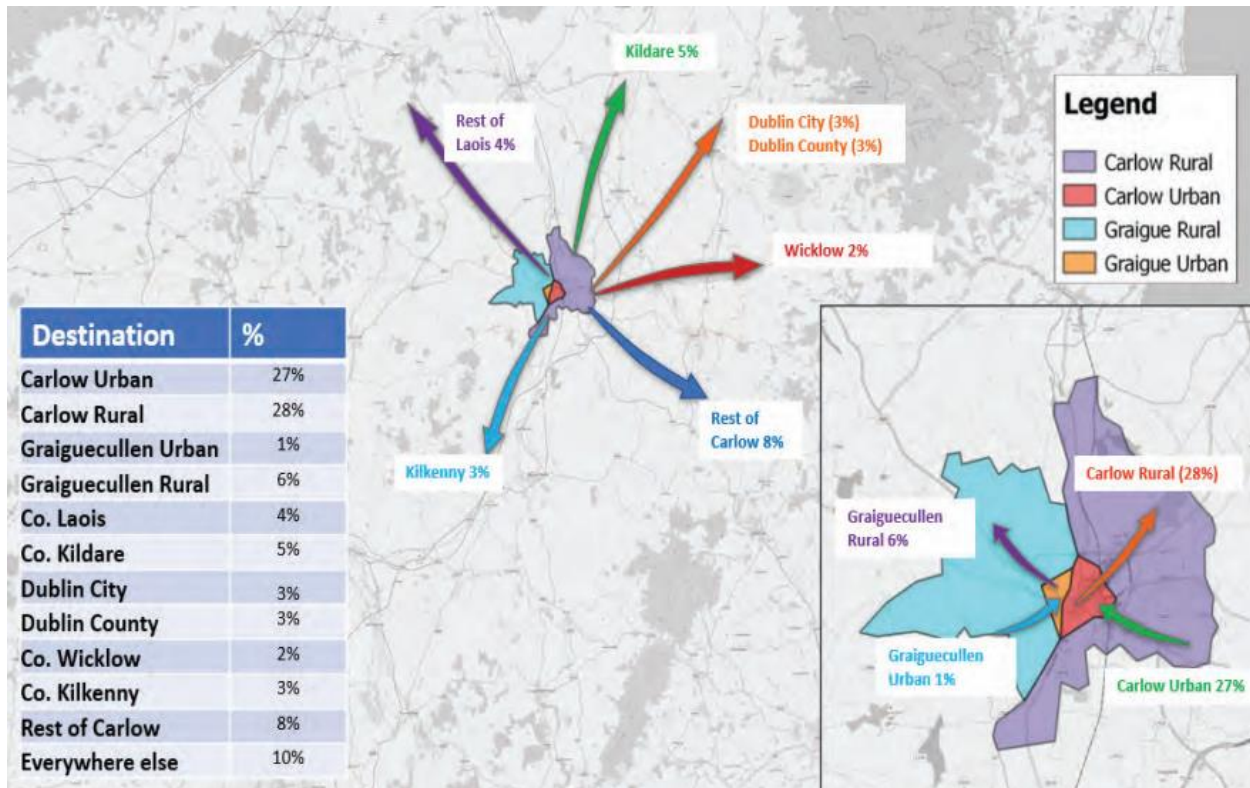 Kildare 5%
Rest of
Laois 4%
Dublin City (3%)
Dublin County (3%)
Wicklow 2%
Rest of
Carlow 8%
Kilkenny 3%
Legend
Carlow Rural
Carlow Urban
Graigue Rural
Graigue Urban
Destination %
Carlow Urban 27%
Carlow Rural 28%
Graiguecullen Urban 1%
Graiguecullen Rural 6%
Co. Laois 4%
Co. Kildare 5%
Dublin City 3%
Dublin County 3%
Co. Wicklow 2%
Co. Kilkenny 3%
Rest of Carlow 8%
Everywhere else 10%
Carlow Rural (28%)
Graiguecullen
Rural 6%
Graiguecullen
Urban 1%
Carlow Urban 27%